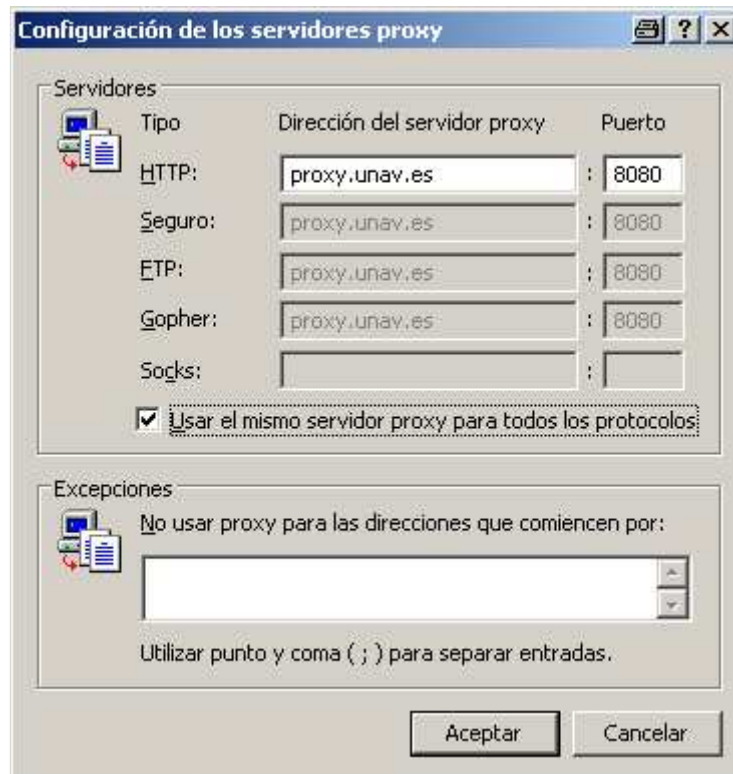 Configuración de los servidores proxy
Servidores
Tipo Dirección del servidor proxy Puerto
HTTP: proxy.unav.es : 8080
Seguro: proxy.unav.es : 8080
FTP: proxy.unav.es : 8080
Gopher: proxy.unav.es : 8080
Socks: :
Usar el mismo servidor proxy para todos los protocolos
Excepciones
No usar proxy para las direcciones que comiencen por:
Utilizar punto y coma ( ; ) para separar entradas.
Aceptar Cancelar